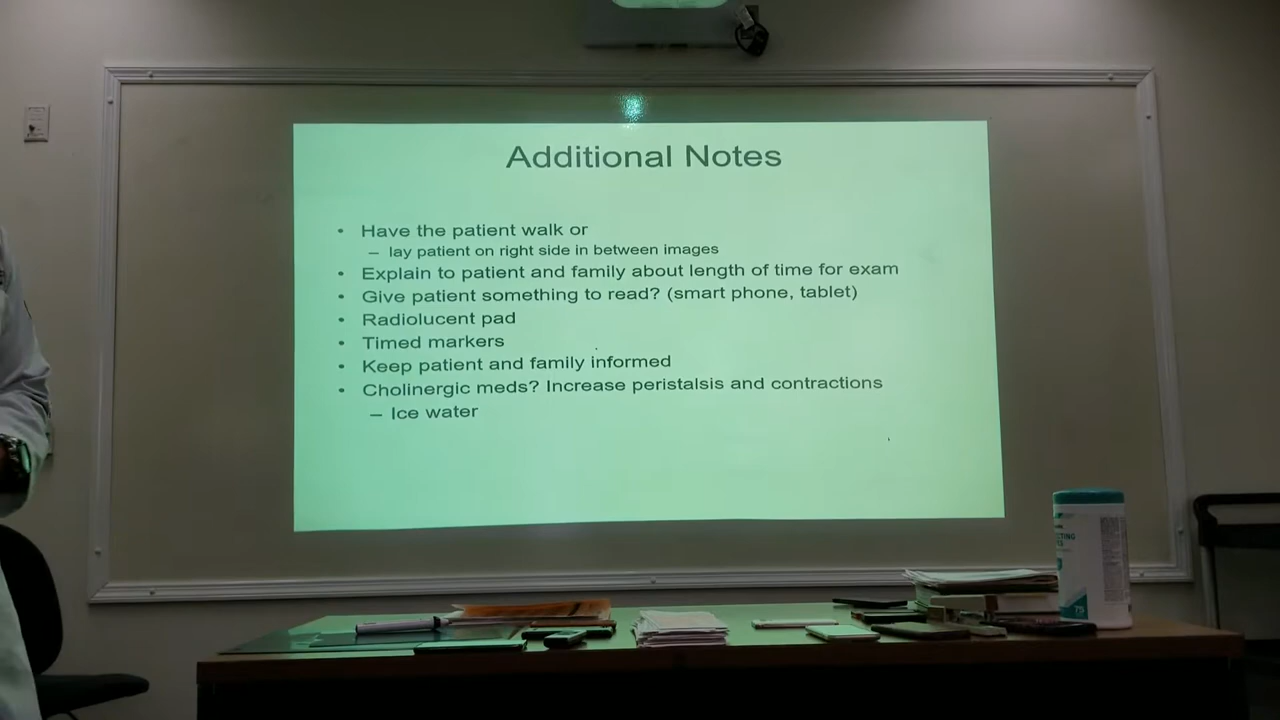 Additional Notes
• Have the patient walk or
– lay patient on right side in between images
• Explain to patient and family about length of time for exam
• Give patient something to read? (smart phone, tablet)
• Radiolucent pad
• Timed markers
• Keep patient and family informed
• Cholinergic meds? Increase peristalsis and contractions
– Ice water
75